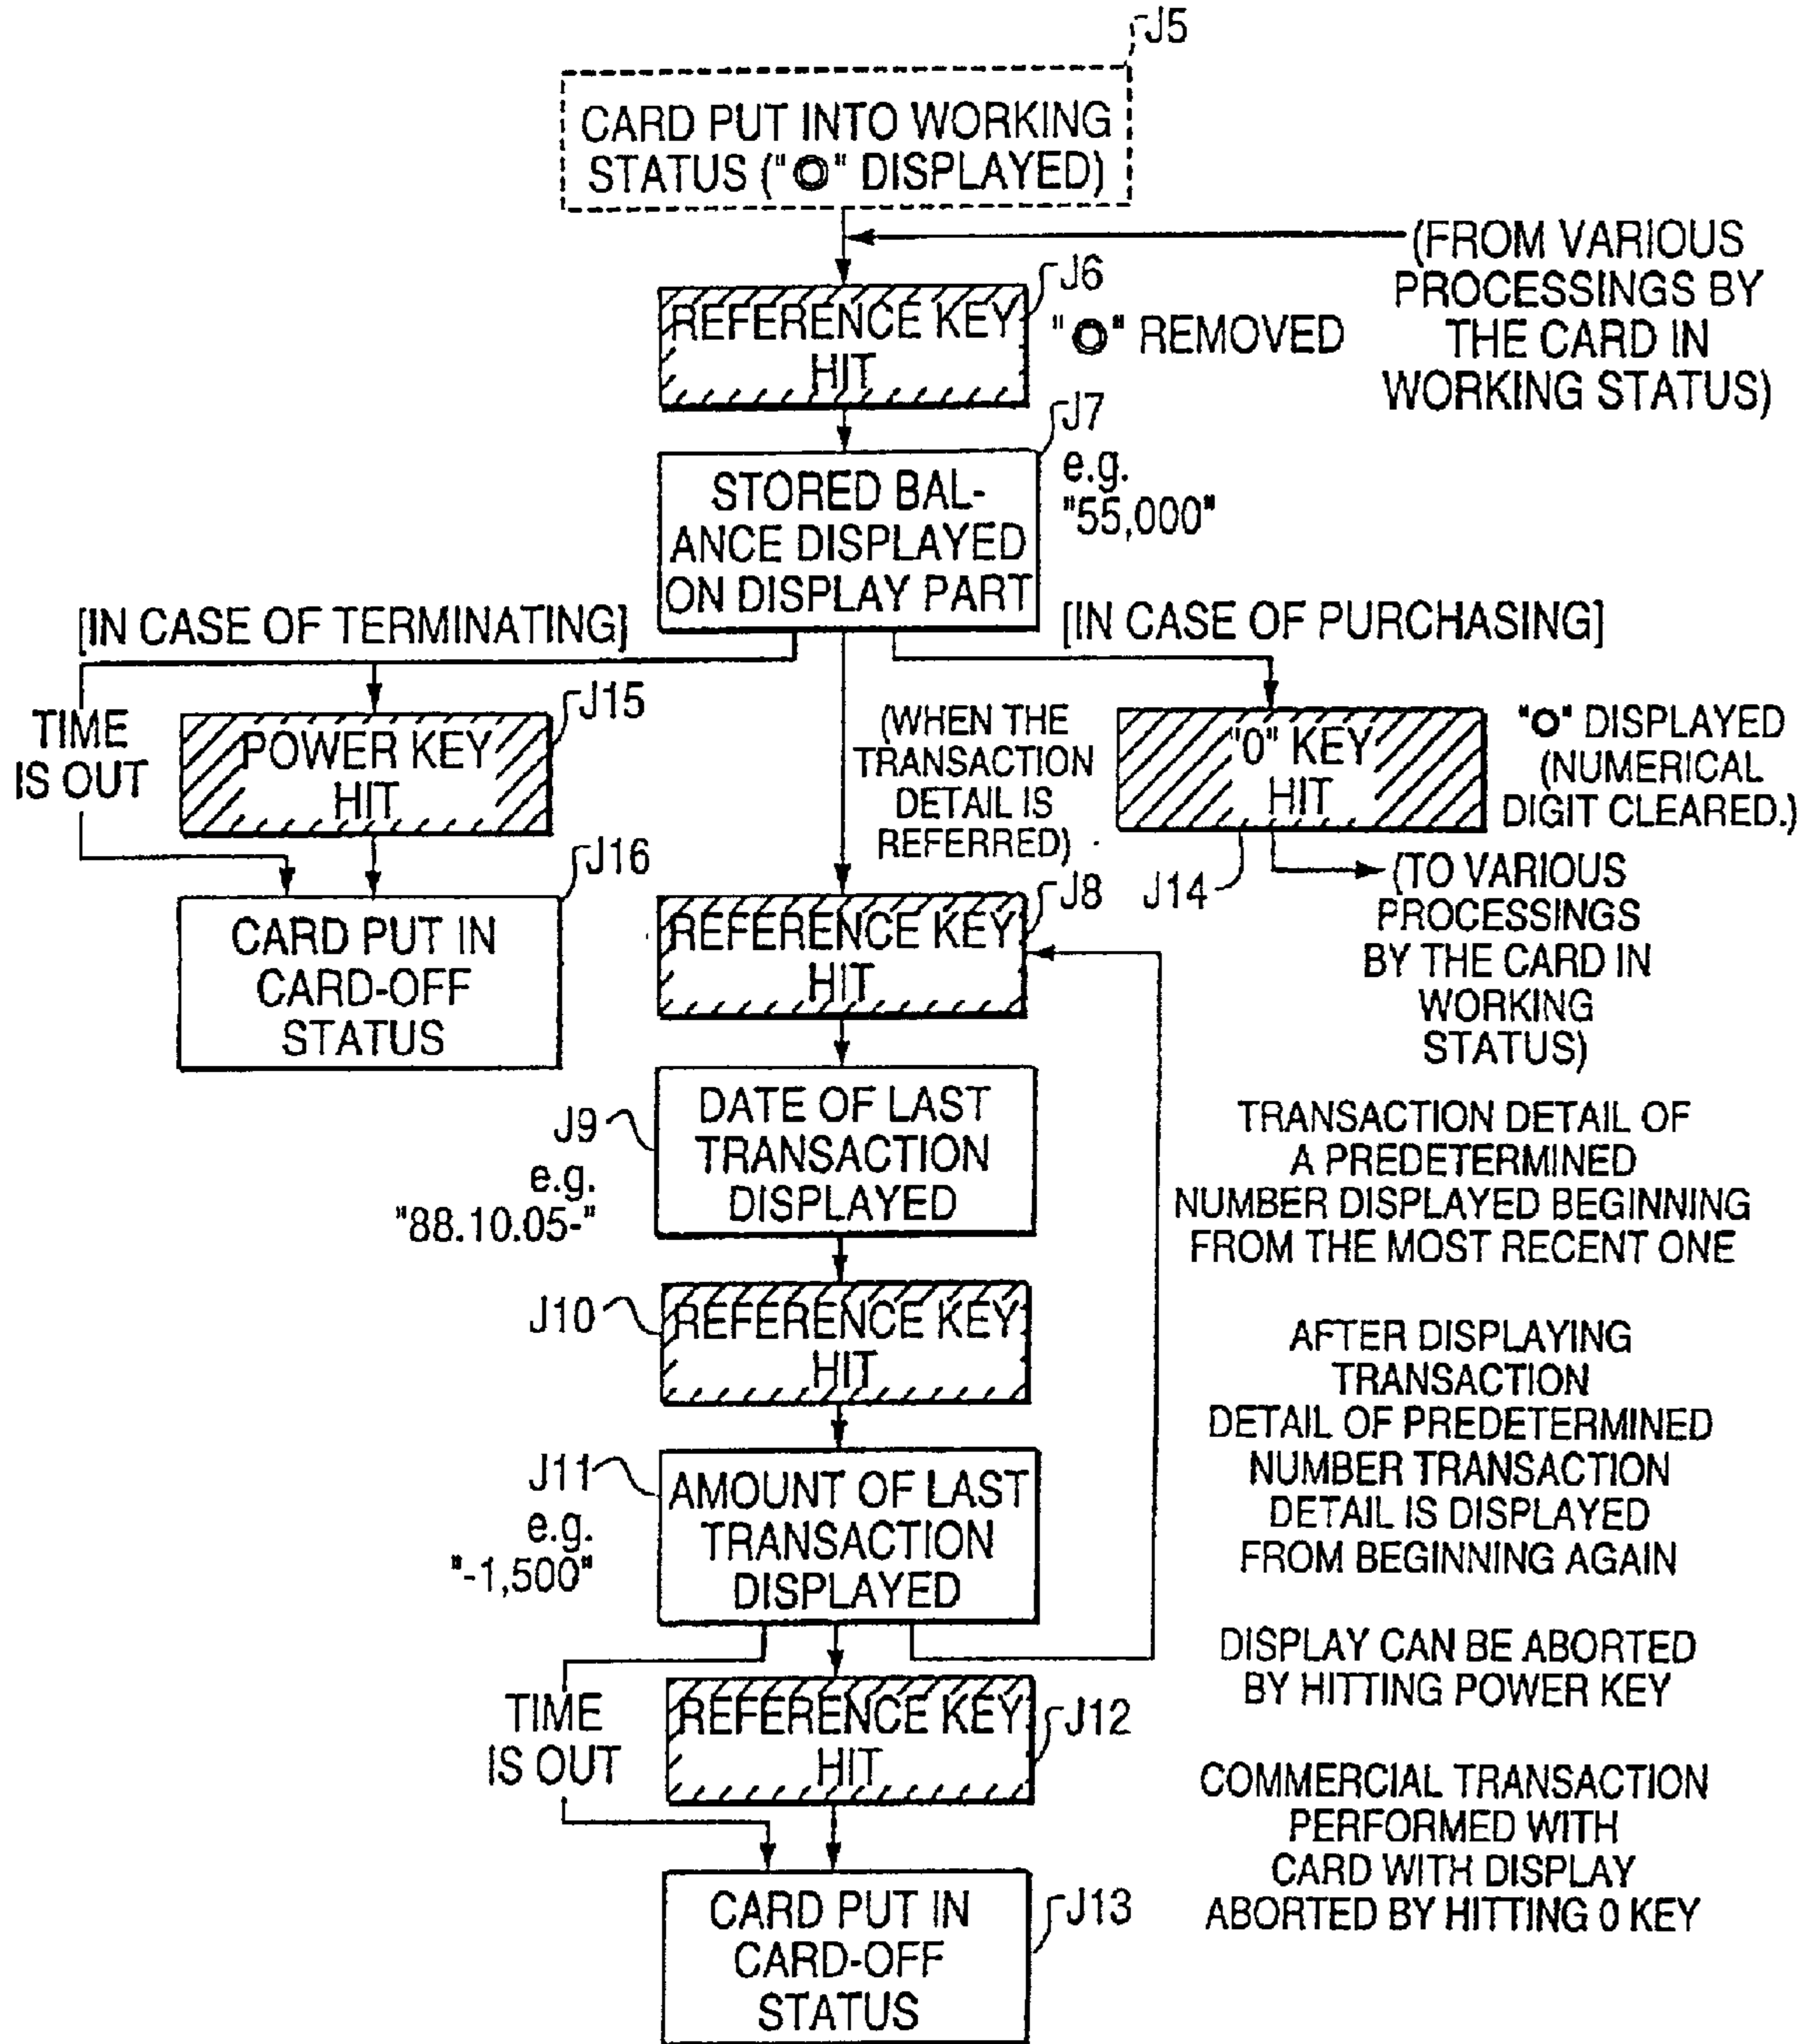 J5
CARD PUT INTO WORKING
STATUS ("◎" DISPLAYED)
(FROM VARIOUS
PROCESSINGS BY
THE CARD IN
WORKING STATUS)
J6
REFERENCE KEY
HIT
"◎" REMOVED
J7
STORED BAL-
ANCE DISPLAYED
ON DISPLAY PART
e.g.
"55,000"
[IN CASE OF TERMINATING]
[IN CASE OF PURCHASING]
TIME
IS OUT
J15
POWER KEY
HIT
J16
CARD PUT IN
CARD-OFF
STATUS
(WHEN THE
TRANSACTION
DETAIL IS
REFERRED)
"0" KEY
HIT
J14
"O" DISPLAYED
(NUMERICAL
DIGIT CLEARED.)
(TO VARIOUS
PROCESSINGS
BY THE CARD IN
WORKING
STATUS)
J8
REFERENCE KEY
HIT
J9
e.g.
"88.10.05-"
DATE OF LAST
TRANSACTION
DISPLAYED
J10
REFERENCE KEY
HIT
J11
e.g.
"-1,500"
AMOUNT OF LAST
TRANSACTION
DISPLAYED
TIME
IS OUT
J12
REFERENCE KEY
HIT
J13
CARD PUT IN
CARD-OFF
STATUS
TRANSACTION DETAIL OF
A PREDETERMINED
NUMBER DISPLAYED BEGINNING
FROM THE MOST RECENT ONE
AFTER DISPLAYING
TRANSACTION
DETAIL OF PREDETERMINED
NUMBER TRANSACTION
DETAIL IS DISPLAYED
FROM BEGINNING AGAIN
DISPLAY CAN BE ABORTED
BY HITTING POWER KEY
COMMERCIAL TRANSACTION
PERFORMED WITH
CARD WITH DISPLAY
ABORTED BY HITTING 0 KEY